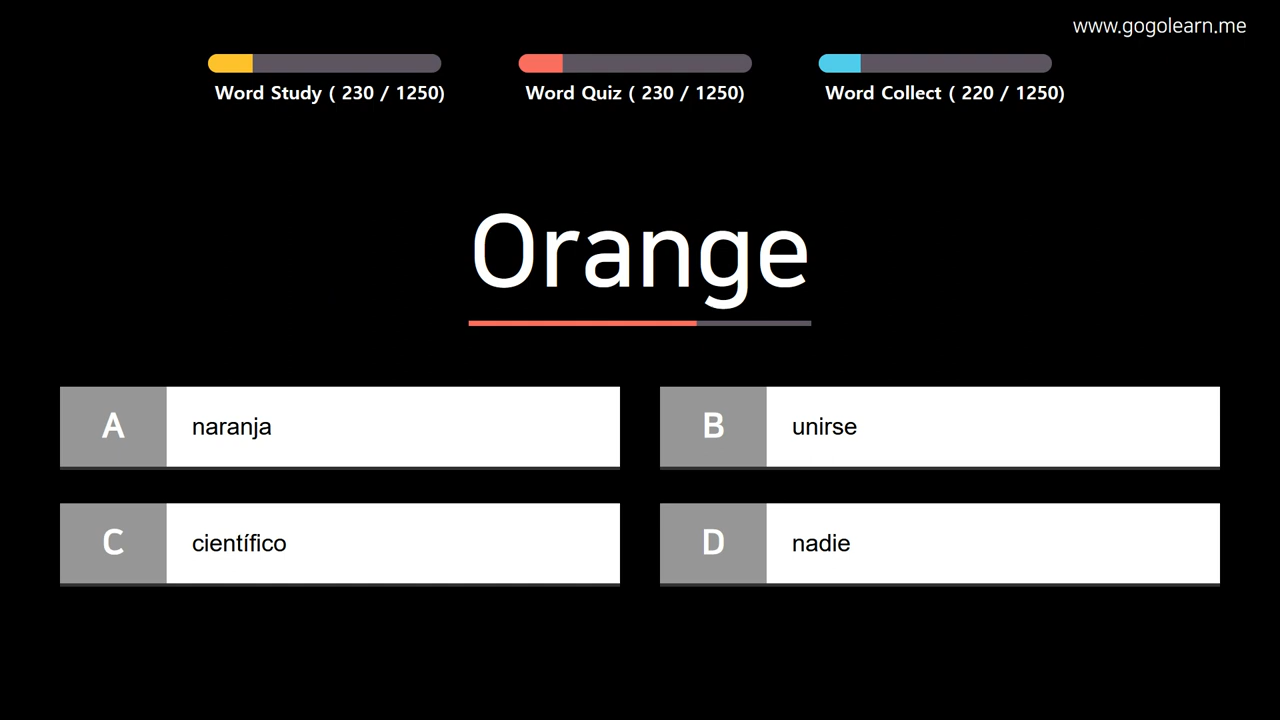 www.gogolearn.me
Word Study ( 230 / 1250)
Word Quiz ( 230 / 1250)
Word Collect ( 220 / 1250)
Orange
A naranja
B unirse
C científico
D nadie